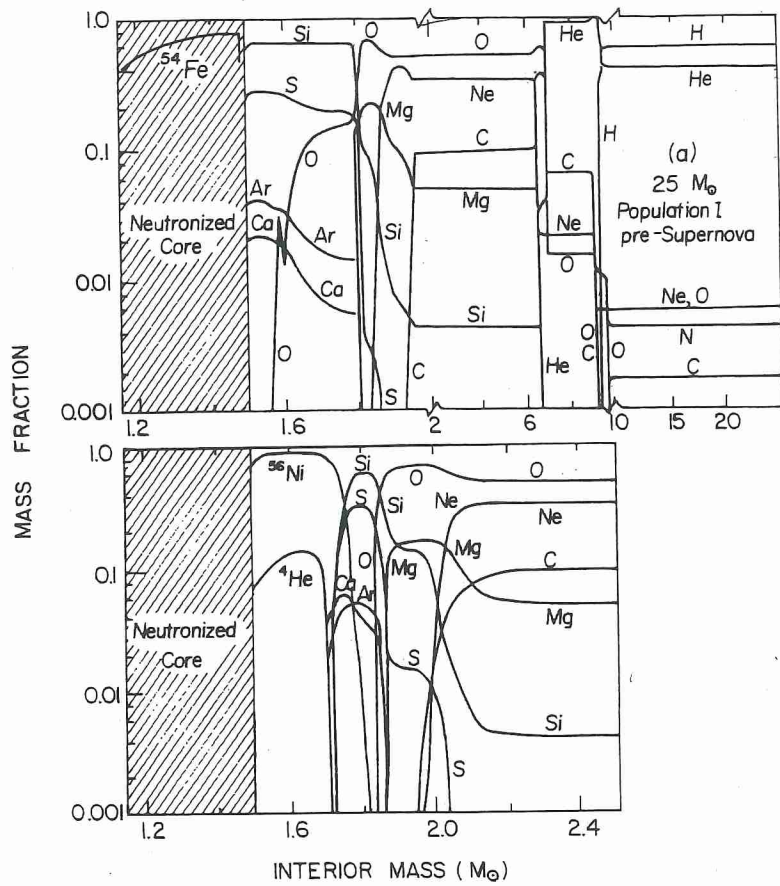 1.0
0.1
0.01
0.001
54Fe
Si
S
O
Ar
Ca
Neutronized
Core
Ar
Ca
O
O
Mg
Si
S
O
Ne
C
Mg
Si
C
He
C
Ne
O
He
O
C
H
He
H
(a)
25 M⊙
Population I
pre-Supernova
Ne, O
N
O
C
1.2
1.6
2
6
10
15
20
MASS FRACTION
1.0
0.1
0.01
0.001
56Ni
4He
Neutronized
Core
Si
S
O
Ca
Ar
Si
Mg
O
Ne
Mg
S
Ne
C
Mg
Si
S
1.2
1.6
2.0
2.4
INTERIOR MASS (M⊙)